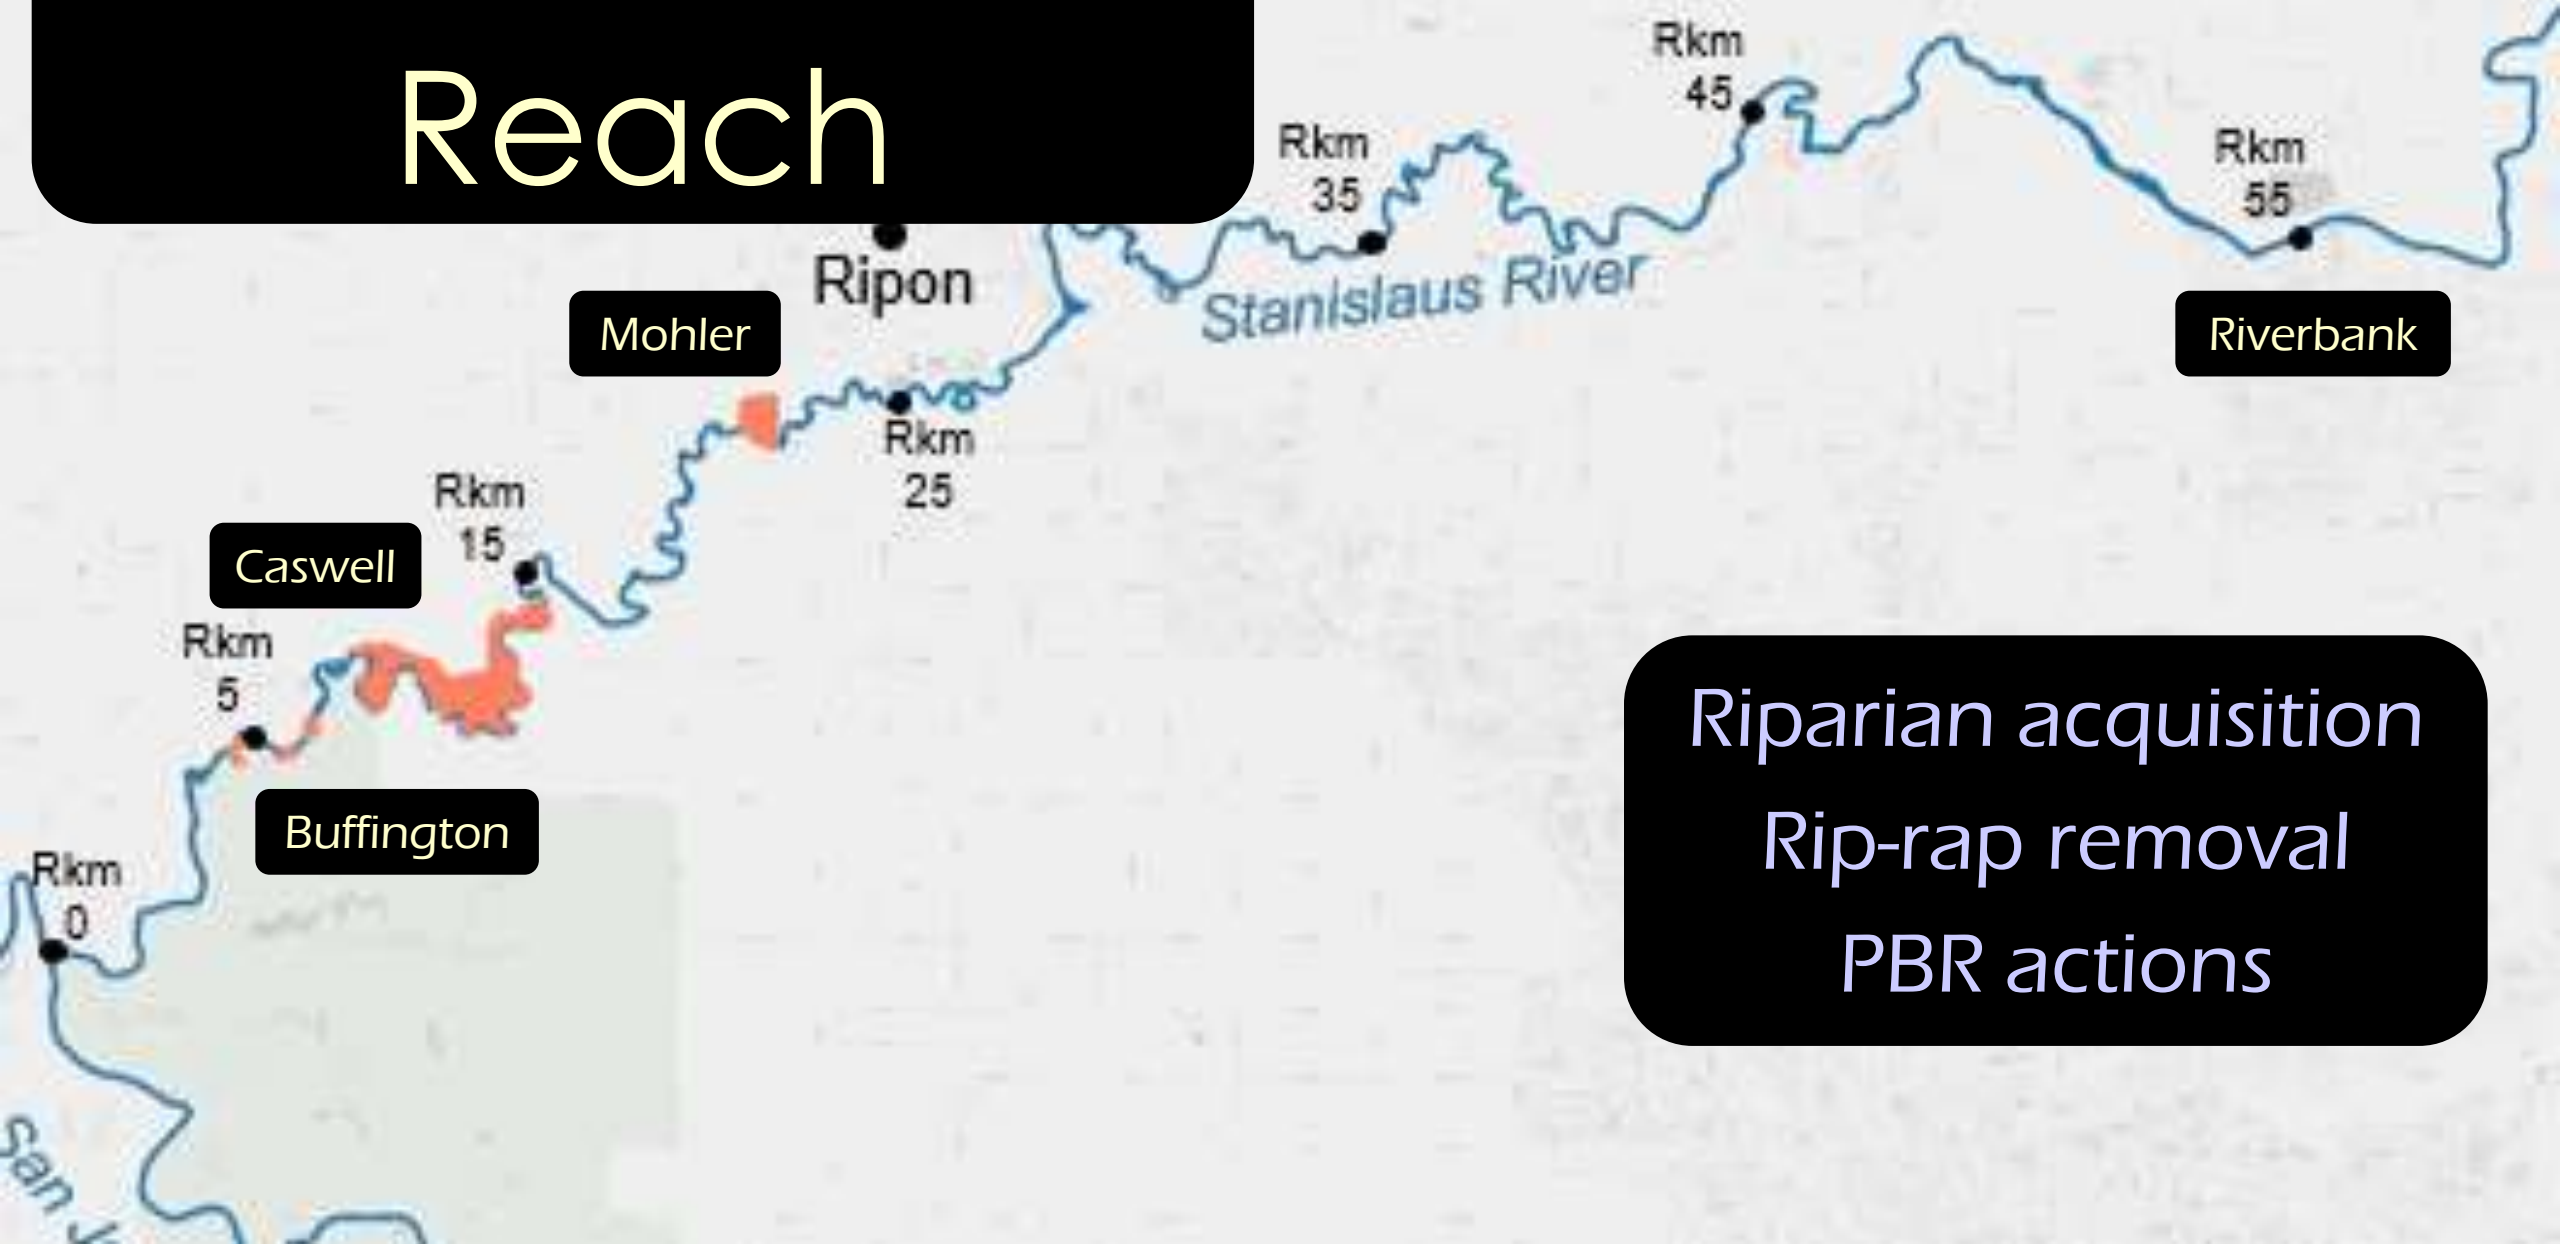 Reach
Rkm
45
Rkm
35
Rkm
55
Ripon
Stanislaus River
Mohler
Riverbank
Rkm
25
Rkm
15
Caswell
Rkm
5
Riparian acquisition
Rip-rap removal
PBR actions
Buffington
Rkm
0
san